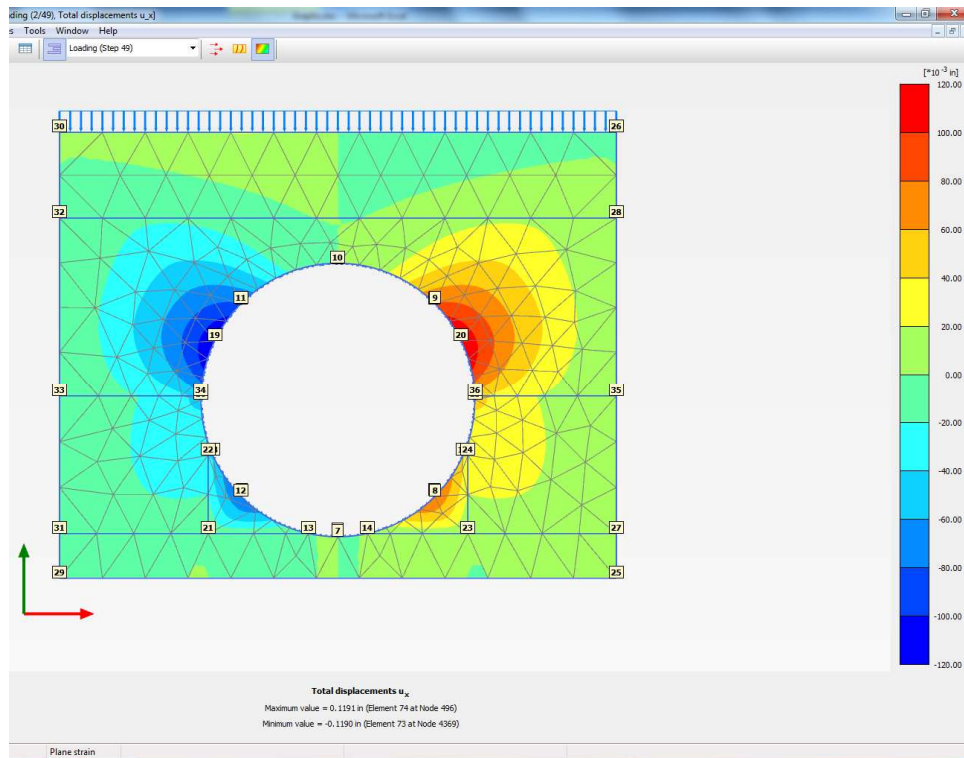 ding (2/49), Total displacements u_x]
s Tools Window Help
Loading (Step 49)
[*10⁻³ in]
120.00
100.00
80.00
60.00
40.00
20.00
0.00
-20.00
-40.00
-60.00
-80.00
-100.00
-120.00
30 26
32 28
10
11 9
19 20
33 34 36 35
22 24
12 8
31 21 13 7 14 23 27
29 25
Total displacements uₓ
Maximum value = 0.1191 in (Element 74 at Node 496)
Minimum value = -0.1190 in (Element 73 at Node 4369)
Plane strain